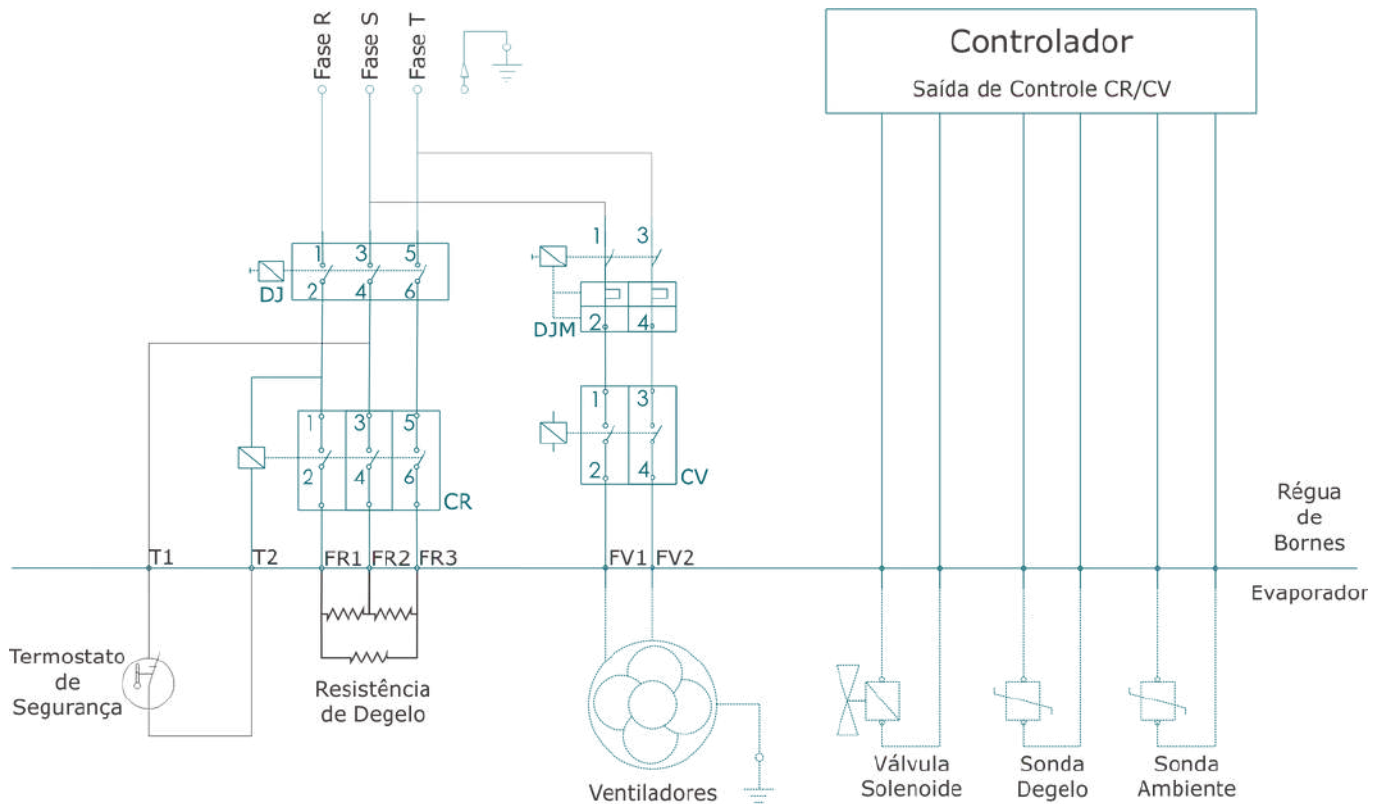 Fase R
Fase S
Fase T
Controlador
Saída de Controle CR/CV
1 3 5
DJ
2 4 6
1 3
DJM
2 4
1 3 5
2 4 6
CR
1 3
2 4
CV
Régua
de
Bornes
T1 T2 FR1 FR2 FR3 FV1 FV2
Evaporador
Termostato
de
Segurança
Resistência
de Degelo
Ventiladores
Válvula
Solenoide
Sonda
Degelo
Sonda
Ambiente